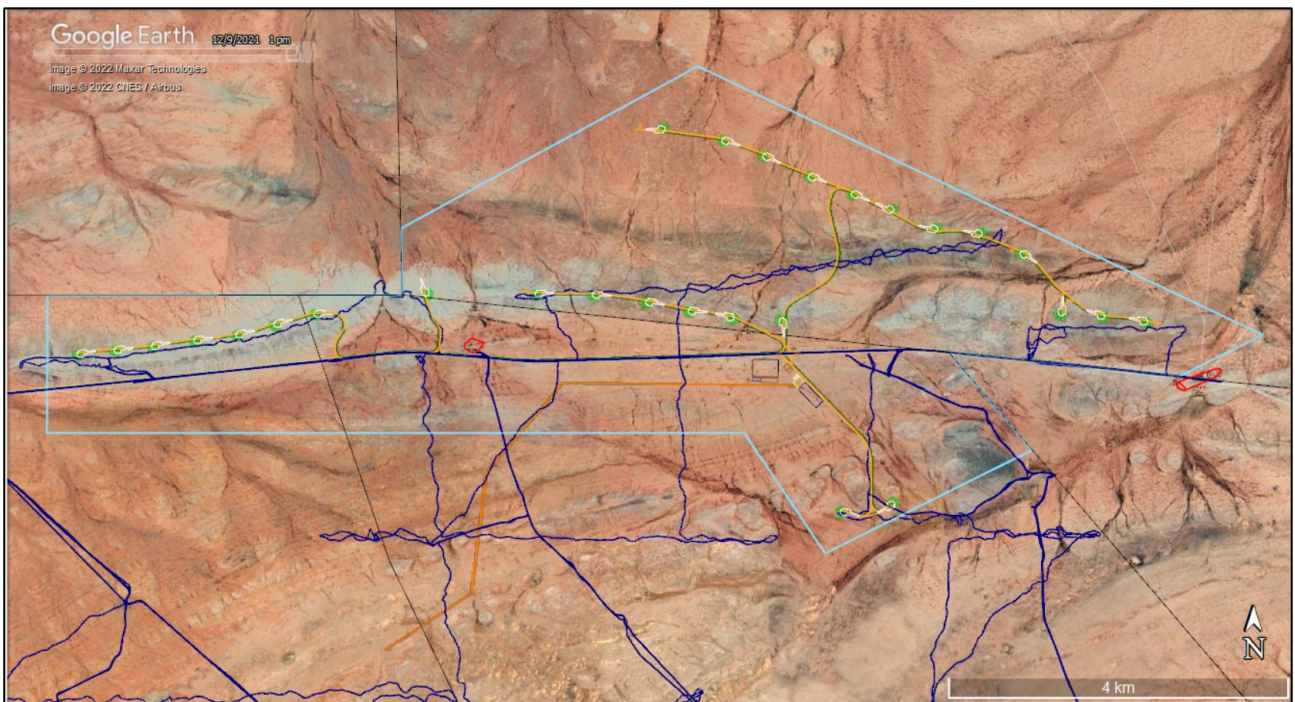 Google Earth 12/9/2021 1 pm
Image © 2022 Maxar Technologies
Image © 2022 CNES / Airbus
N
4 km